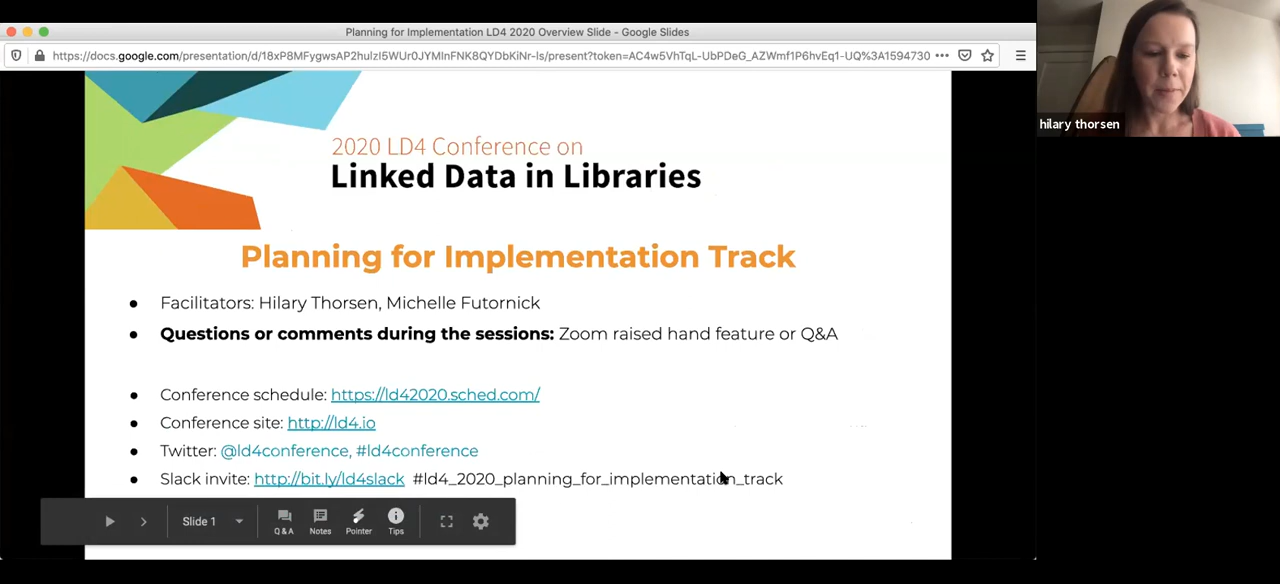 Planning for Implementation LD4 2020 Overview Slide - Google Slides
https://docs.google.com/presentation/d/18xP8MFygwsAP2hulzI5WUr0JYMInFNK8QYDbKiNr-Is/present?token=AC4w5VhTqL-UbPDeG_AZWmf1P6hvEq1-UQ%3A1594730
hilary thorsen
2020 LD4 Conference on
Linked Data in Libraries
Planning for Implementation Track
• Facilitators: Hilary Thorsen, Michelle Futornick
• Questions or comments during the sessions: Zoom raised hand feature or Q&A
• Conference schedule: https://ld42020.sched.com/
• Conference site: http://ld4.io
• Twitter: @ld4conference, #ld4conference
• Slack invite: http://bit.ly/ld4slack #ld4_2020_planning_for_implementation_track
Slide 1
Q & A
Notes
Pointer
Tips